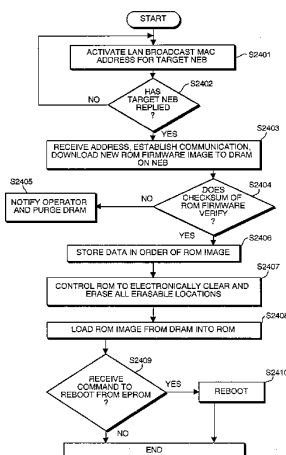 START
ACTIVATE LAN BROADCAST MAC
ADDRESS FOR TARGET NEB
S2401
S2402
HAS
TARGET NEB
REPLIED
?
NO
YES
S2403
RECEIVE ADDRESS, ESTABLISH COMMUNICATION,
DOWNLOAD NEW ROM FIRMWARE IMAGE TO DRAM
ON NEB
S2404
DOES
CHECKSUM OF
ROM FIRMWARE
VERIFY
?
NO
S2405
NOTIFY OPERATOR
AND PURGE DRAM
YES
S2406
STORE DATA IN ORDER OF ROM IMAGE
S2407
CONTROL ROM TO ELECTRONICALLY CLEAR AND
ERASE ALL ERASABLE LOCATIONS
S2408
LOAD ROM IMAGE FROM DRAM INTO ROM
S2409
RECEIVE
COMMAND TO
REBOOT FROM EPROM
?
YES
S2410
REBOOT
NO
END